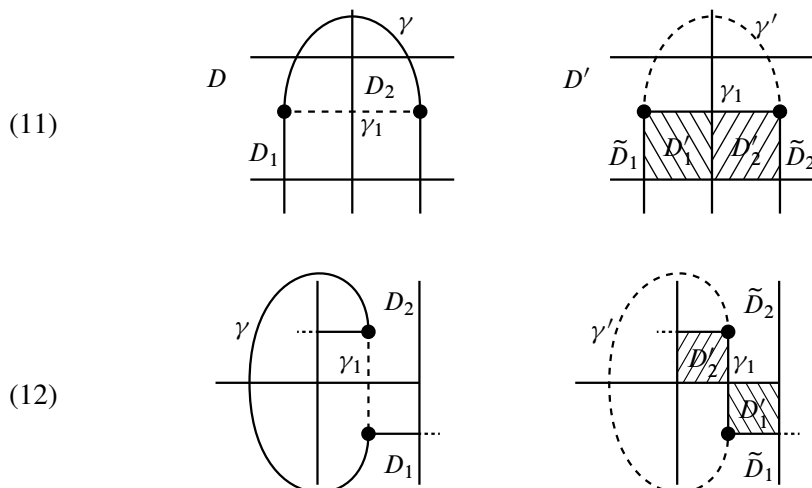 γ γ′
D D₂ D′
(11) γ₁ γ₁
D₁ D̃₁ D′₁ D′₂ D̃₂
D₂ D̃₂
γ γ′
γ₁ D′₂ γ₁
(12) D′₁
D₁ D̃₁